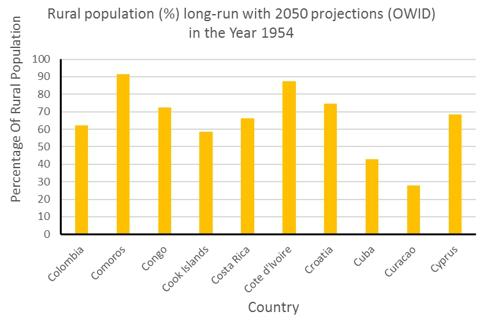 Rural population (%) long-run with 2050 projections (OWID)
in the Year 1954
Percentage Of Rural Population
100
90
80
70
60
50
40
30
20
10
0
Colombia
Comoros
Congo
Cook Islands
Costa Rica
Cote d'Ivoire
Croatia
Cuba
Curacao
Cyprus
Country